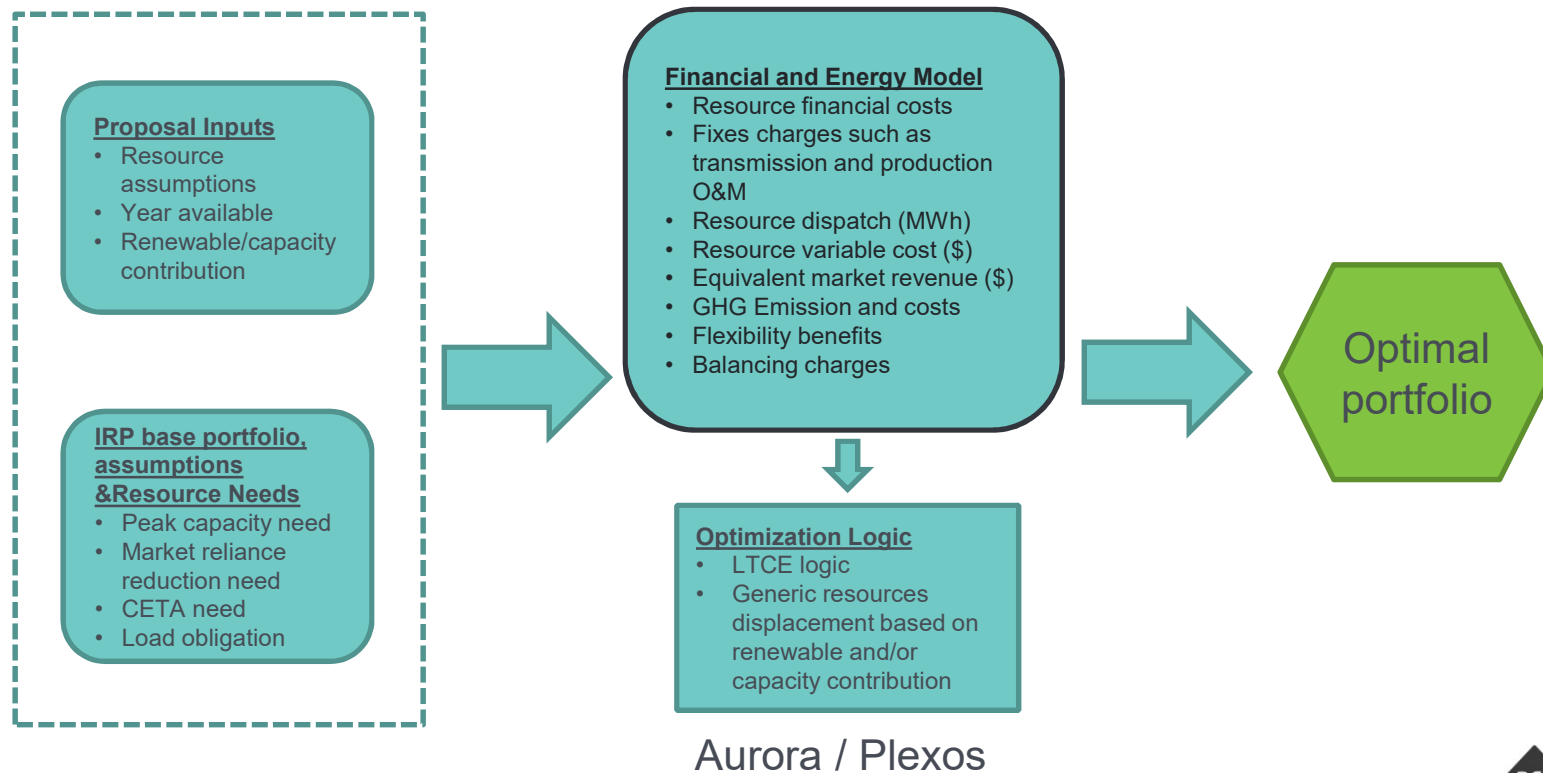 Proposal Inputs
• Resource
assumptions
• Year available
• Renewable/capacity
contribution
IRP base portfolio,
assumptions
&Resource Needs
• Peak capacity need
• Market reliance
reduction need
• CETA need
• Load obligation
Financial and Energy Model
• Resource financial costs
• Fixes charges such as
transmission and production
O&M
• Resource dispatch (MWh)
• Resource variable cost ($)
• Equivalent market revenue ($)
• GHG Emission and costs
• Flexibility benefits
• Balancing charges
Optimization Logic
• LTCE logic
• Generic resources
displacement based on
renewable and/or
capacity contribution
Aurora / Plexos
Optimal
portfolio